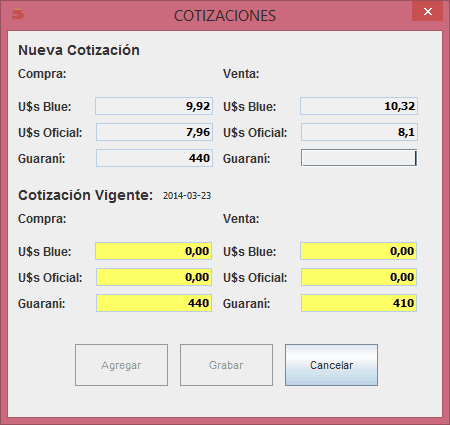 COTIZACIONES
Nueva Cotización
Compra: Venta:
U$s Blue: 9,92 U$s Blue: 10,32
U$s Oficial: 7,96 U$s Oficial: 8,1
Guaraní: 440 Guaraní:
Cotización Vigente: 2014-03-23
Compra: Venta:
U$s Blue: 0,00 U$s Blue: 0,00
U$s Oficial: 0,00 U$s Oficial: 0,00
Guaraní: 440 Guaraní: 410
Agregar Grabar Cancelar